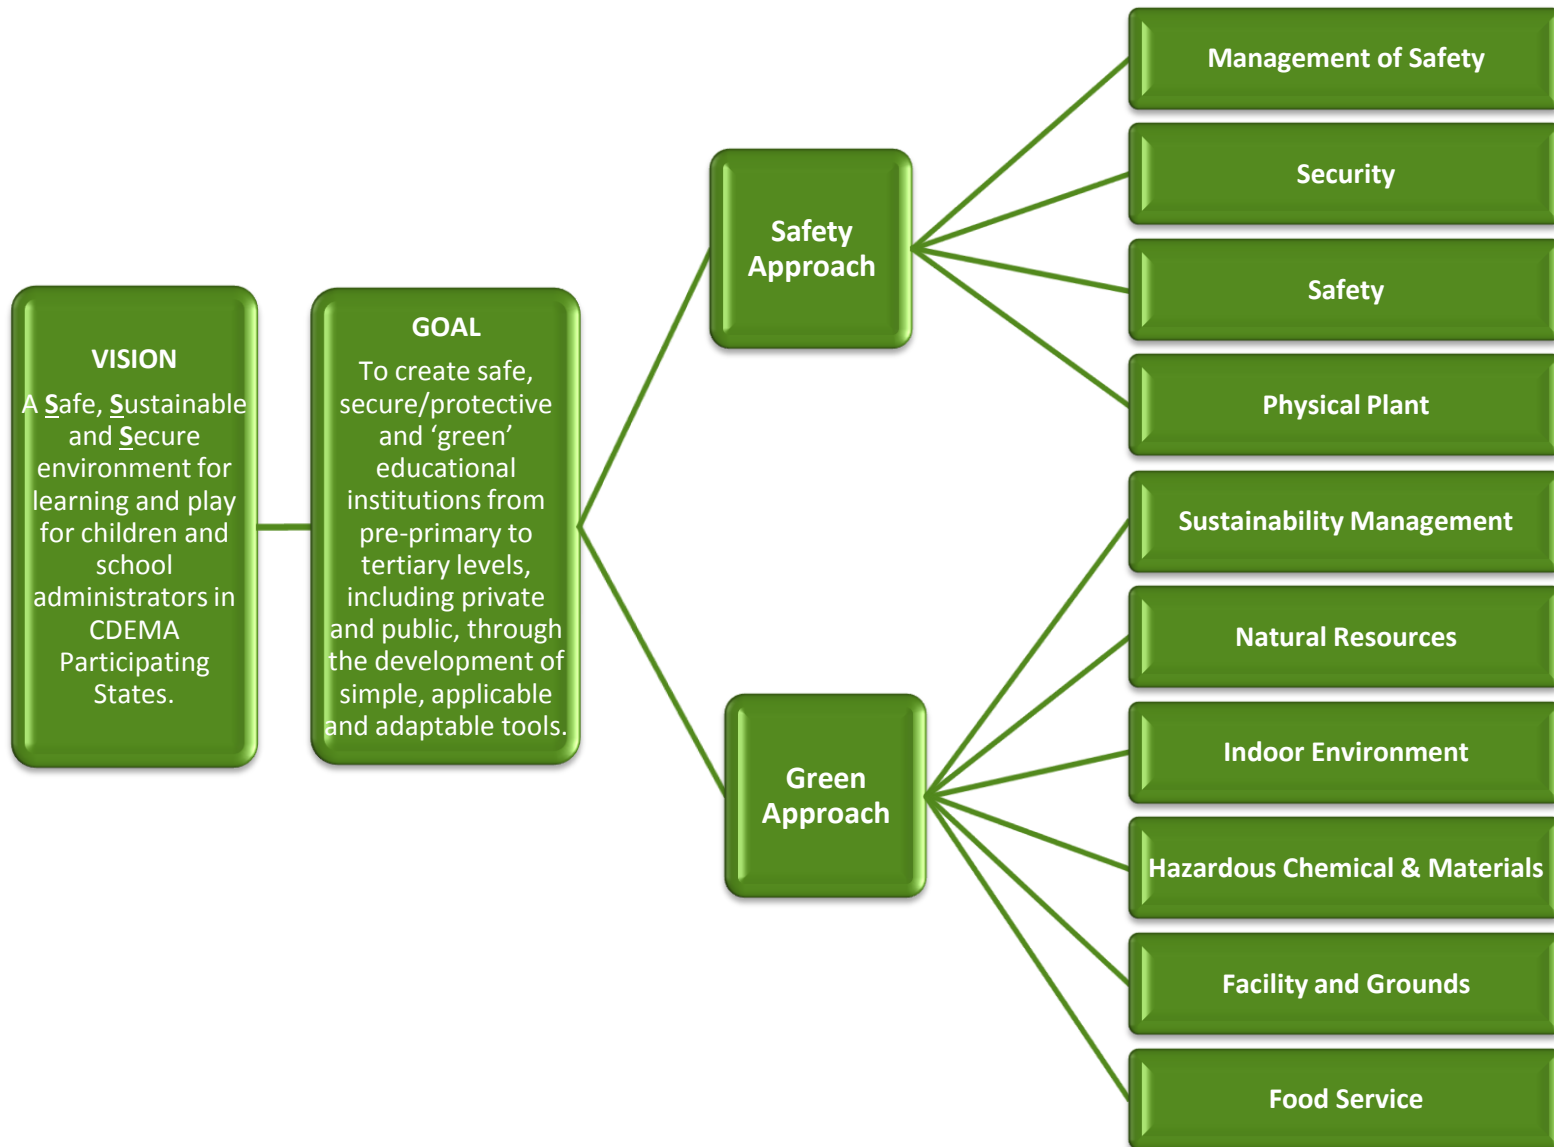 VISION
A Safe, Sustainable
and Secure
environment for
learning and play
for children and
school
administrators in
CDEMA
Participating
States.
GOAL
To create safe,
secure/protective
and ‘green’
educational
institutions from
pre-primary to
tertiary levels,
including private
and public, through
the development of
simple, applicable
and adaptable tools.
Safety
Approach
Management of Safety
Security
Safety
Physical Plant
Green
Approach
Sustainability Management
Natural Resources
Indoor Environment
Hazardous Chemical & Materials
Facility and Grounds
Food Service